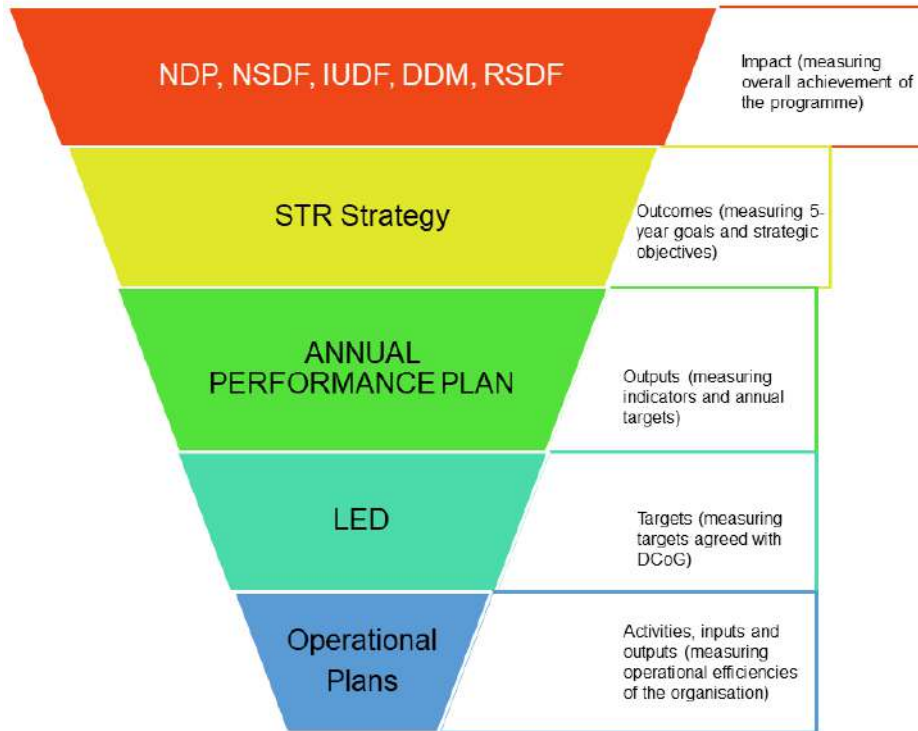 NDP, NSDF, IUDF, DDM, RSDF
Impact (measuring
overall achievement of
the programme)
STR Strategy
Outcomes (measuring 5-
year goals and strategic
objectives)
ANNUAL
PERFORMANCE PLAN
Outputs (measuring
indicators and annual
targets)
LED
Targets (measuring
targets agreed with
DCoG)
Operational
Plans
Activities, inputs and
outputs (measuring
operational efficiencies
of the organisation)